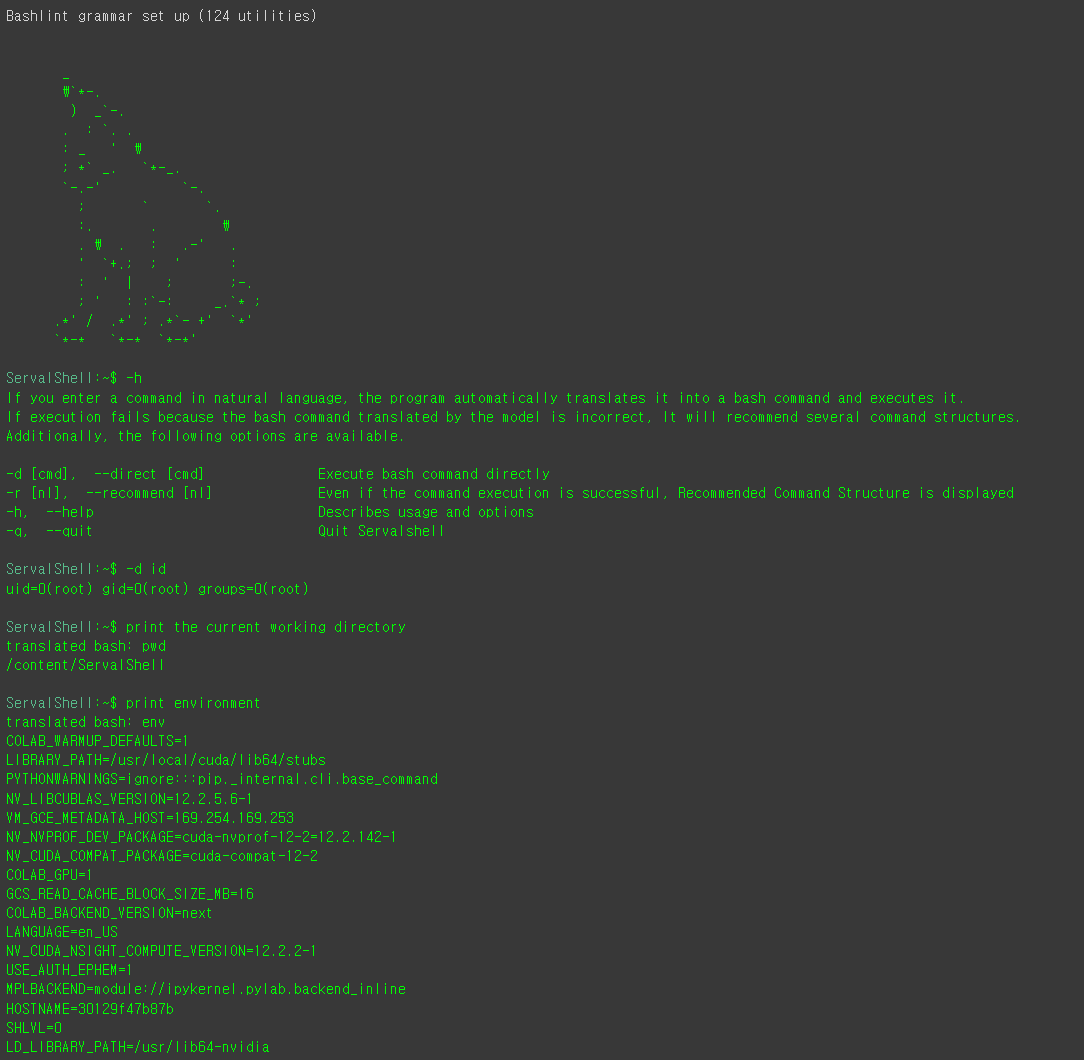 Bashlint grammar set up (124 utilities)
ServalShell:~$ -h
If you enter a command in natural language, the program automatically translates it into a bash command and executes it.
If execution fails because the bash command translated by the model is incorrect, It will recommend several command structures.
Additionally, the following options are available.
-d [cmd],  --direct [cmd]              Execute bash command directly
-r [nl],  --recommend [nl]             Even if the command execution is successful, Recommended Command Structure is displayed
-h,  --help                            Describes usage and options
-q,  --quit                            Quit Servalshell
ServalShell:~$ -d id
uid=0(root) gid=0(root) groups=0(root)
ServalShell:~$ print the current working directory
translated bash: pwd
/content/ServalShell
ServalShell:~$ print environment
translated bash: env
COLAB_WARMUP_DEFAULTS=1
LIBRARY_PATH=/usr/local/cuda/lib64/stubs
PYTHONWARNINGS=ignore:::pip._internal.cli.base_command
NV_LIBCUBLAS_VERSION=12.2.5.6-1
VM_GCE_METADATA_HOST=169.254.169.253
NV_NVPROF_DEV_PACKAGE=cuda-nvprof-12-2=12.2.142-1
NV_CUDA_COMPAT_PACKAGE=cuda-compat-12-2
COLAB_GPU=1
GCS_READ_CACHE_BLOCK_SIZE_MB=16
COLAB_BACKEND_VERSION=next
LANGUAGE=en_US
NV_CUDA_NSIGHT_COMPUTE_VERSION=12.2.2-1
USE_AUTH_EPHEM=1
MPLBACKEND=module://ipykernel.pylab.backend_inline
HOSTNAME=30129f47b87b
SHLVL=0
LD_LIBRARY_PATH=/usr/lib64-nvidia